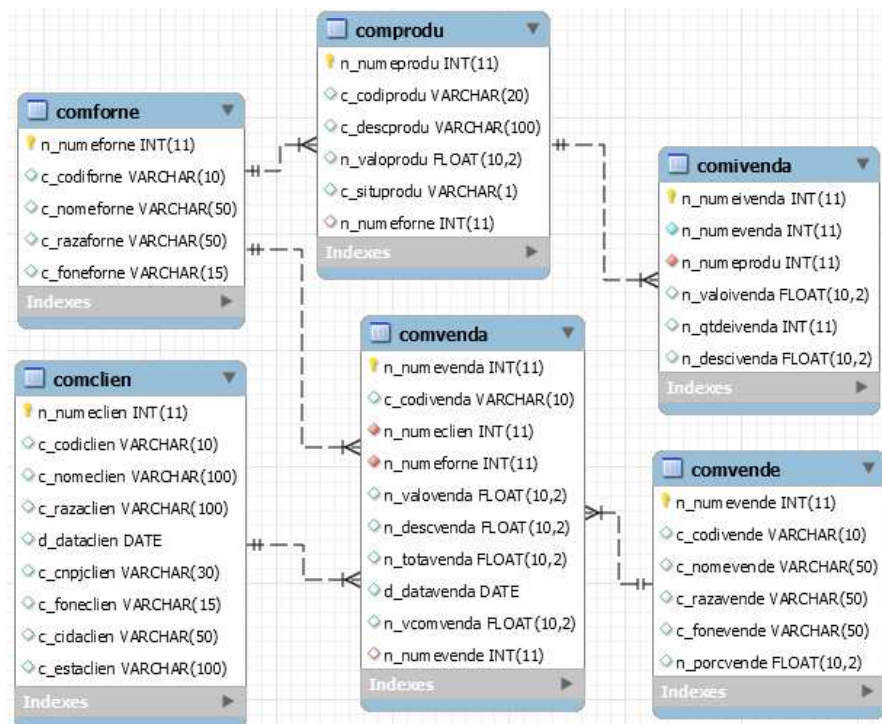 comprodu
n_numeprodu INT(11)
c_codiprodu VARCHAR(20)
c_descprodu VARCHAR(100)
n_valoprodu FLOAT(10,2)
c_situprodu VARCHAR(1)
n_numeforne INT(11)
Indexes
comforne
n_numeforne INT(11)
c_codiforne VARCHAR(10)
c_nomeforne VARCHAR(50)
c_razaforne VARCHAR(50)
c_foneforne VARCHAR(15)
Indexes
comivenda
n_numeivenda INT(11)
n_numevenda INT(11)
n_numeprodu INT(11)
n_valoivenda FLOAT(10,2)
n_qtdeivenda INT(11)
n_descivenda FLOAT(10,2)
Indexes
comvenda
n_numevenda INT(11)
c_codivenda VARCHAR(10)
n_numeclien INT(11)
n_numeforne INT(11)
n_valovenda FLOAT(10,2)
n_descvenda FLOAT(10,2)
n_totavenda FLOAT(10,2)
d_datavenda DATE
n_vcomvenda FLOAT(10,2)
n_numevende INT(11)
Indexes
comclien
n_numeclien INT(11)
c_codiclien VARCHAR(10)
c_nomeclien VARCHAR(100)
c_razaclien VARCHAR(100)
d_dataclien DATE
c_cnpjclien VARCHAR(30)
c_foneclien VARCHAR(15)
c_cidaclien VARCHAR(50)
c_estaclien VARCHAR(100)
Indexes
comvende
n_numevende INT(11)
c_codivende VARCHAR(10)
c_nomevende VARCHAR(50)
c_razavende VARCHAR(50)
c_fonevende VARCHAR(50)
n_porcvende FLOAT(10,2)
Indexes